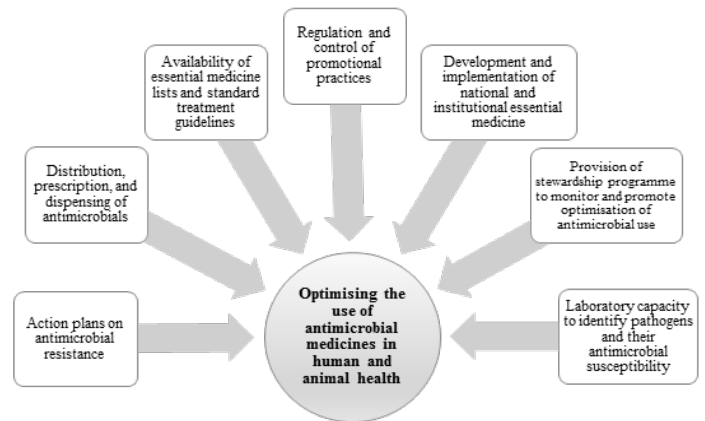 Regulation and
control of
promotional
practices
Availability of
essential medicine
lists and standard
treatment
guidelines
Development and
implementation of
national and
institutional essential
medicine
Distribution,
prescription, and
dispensing of
antimicrobials
Provision of
stewardship programme
to monitor and promote
optimisation of
antimicrobial use
Action plans on
antimicrobial
resistance
Optimising the
use of
antimicrobial
medicines in
human and
animal health
Laboratory capacity
to identify pathogens
and their
antimicrobial
susceptibility